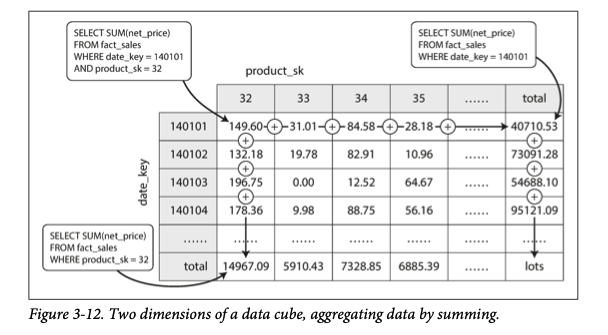 SELECT SUM(net_price)
FROM fact_sales
WHERE date_key = 140101
AND product_sk = 32
SELECT SUM(net_price)
FROM fact_sales
WHERE date_key = 140101
product_sk
32 33 34 35 ...... total
date_key
140101 149.60 + 31.01 + 84.58 + 28.18 + 40710.53
+ +
140102 132.18 19.78 82.91 10.96 ...... 73091.28
+ +
140103 196.75 0.00 12.52 64.67 ...... 54688.10
+ +
140104 178.36 9.98 88.75 56.16 ...... 95121.09
SELECT SUM(net_price)
FROM fact_sales
WHERE product_sk = 32
...... ...... ...... ...... ...... ...... ......
total 14967.09 5910.43 7328.85 6885.39 ...... lots
Figure 3-12. Two dimensions of a data cube, aggregating data by summing.